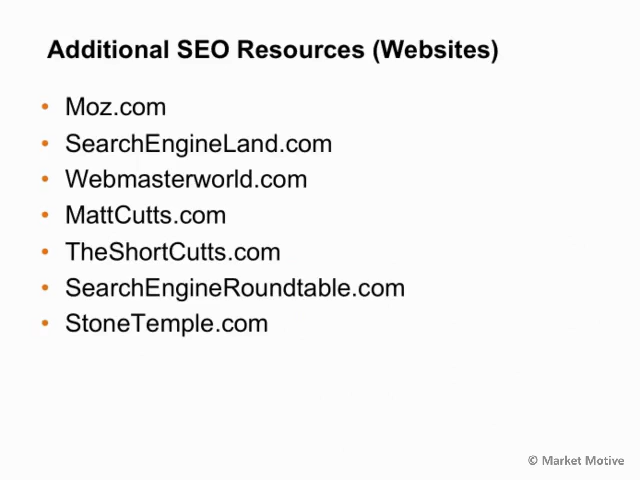 Additional SEO Resources (Websites)
• Moz.com
• SearchEngineLand.com
• Webmasterworld.com
• MattCutts.com
• TheShortCutts.com
• SearchEngineRoundtable.com
• StoneTemple.com
© Market Motive